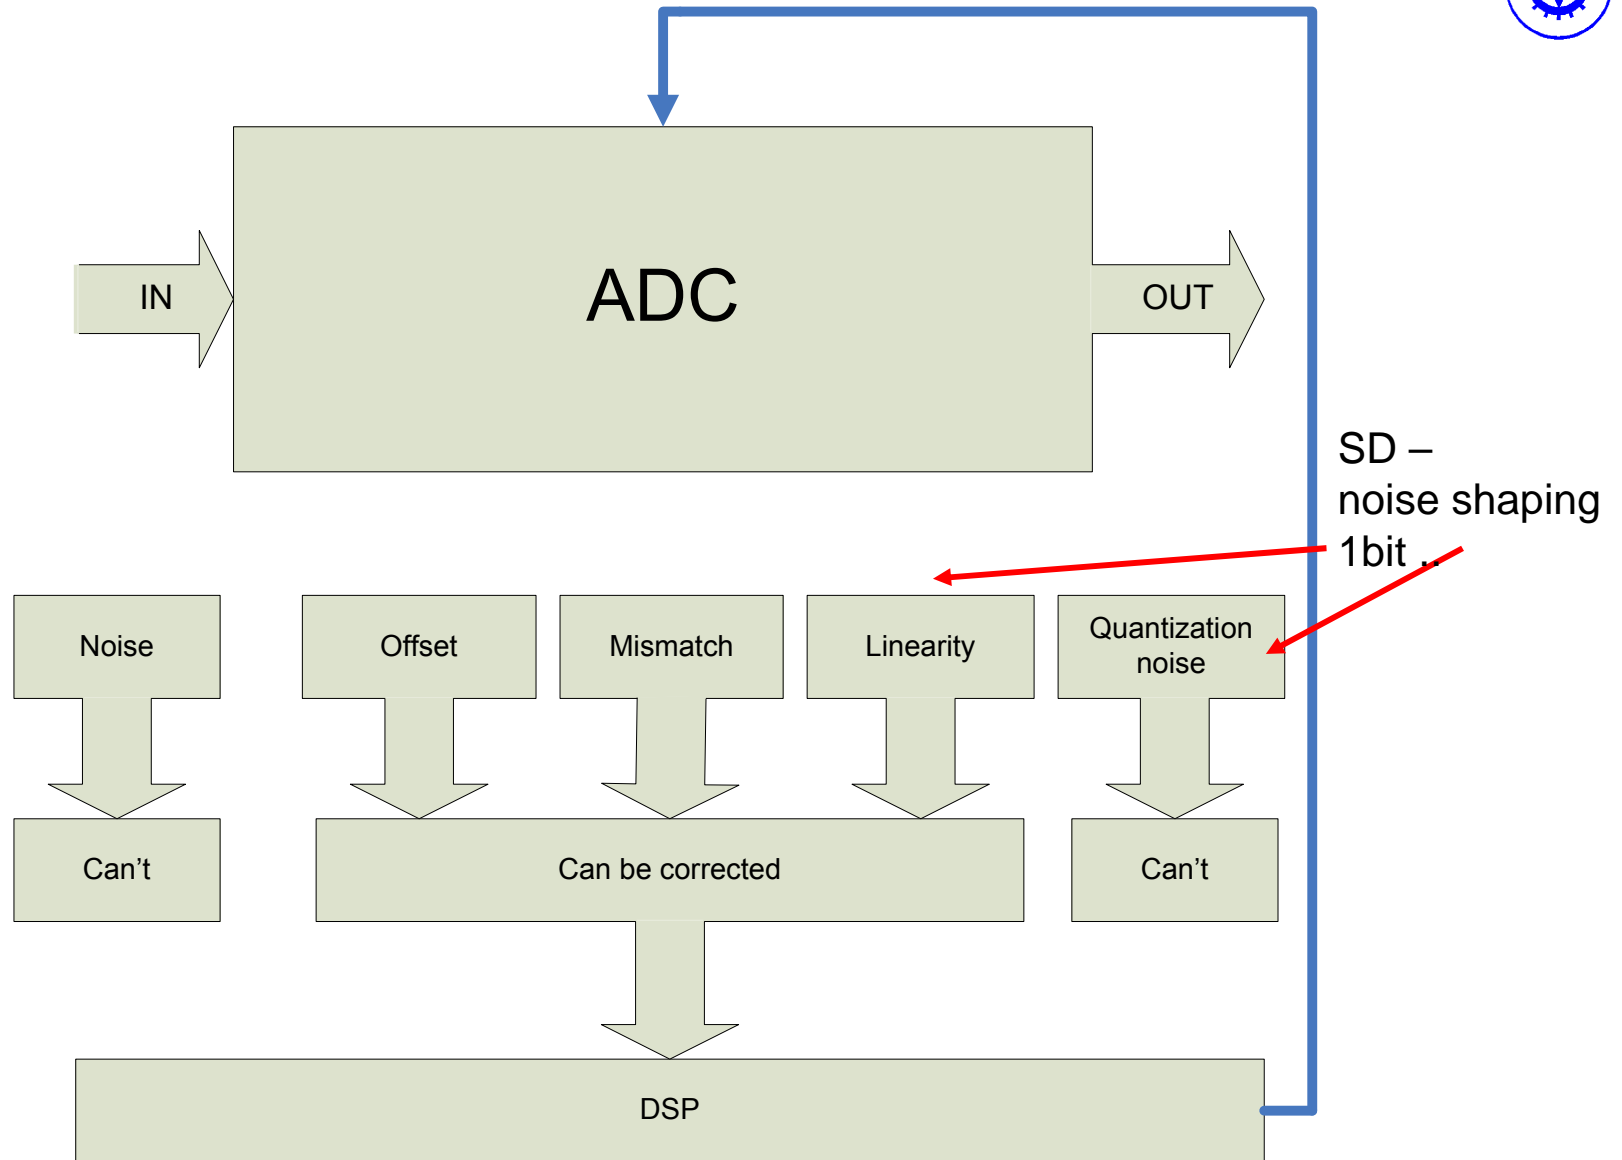 ADC
IN
OUT
SD –
noise shaping
1bit ..
Noise
Offset
Mismatch
Linearity
Quantization
noise
Can’t
Can be corrected
Can’t
DSP